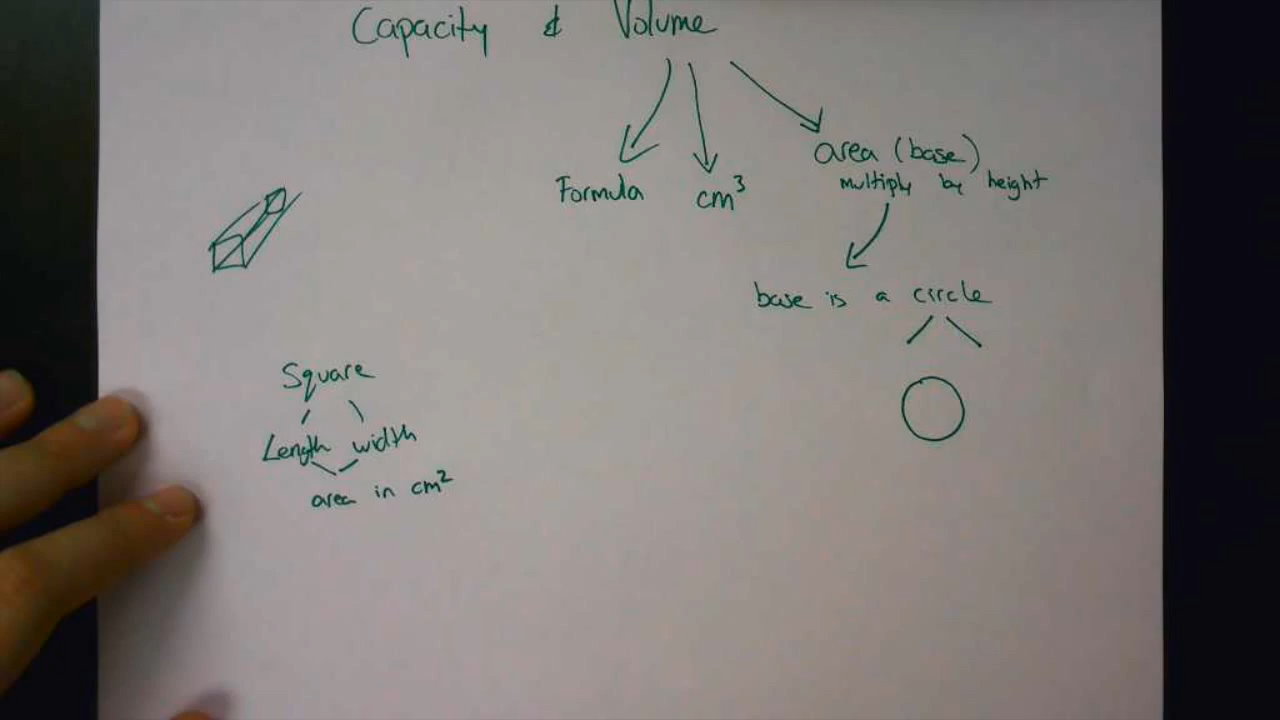 Capacity & Volume
Formula
cm³
area (base)
multiply by height
base is a circle
Square
Length width
area in cm²